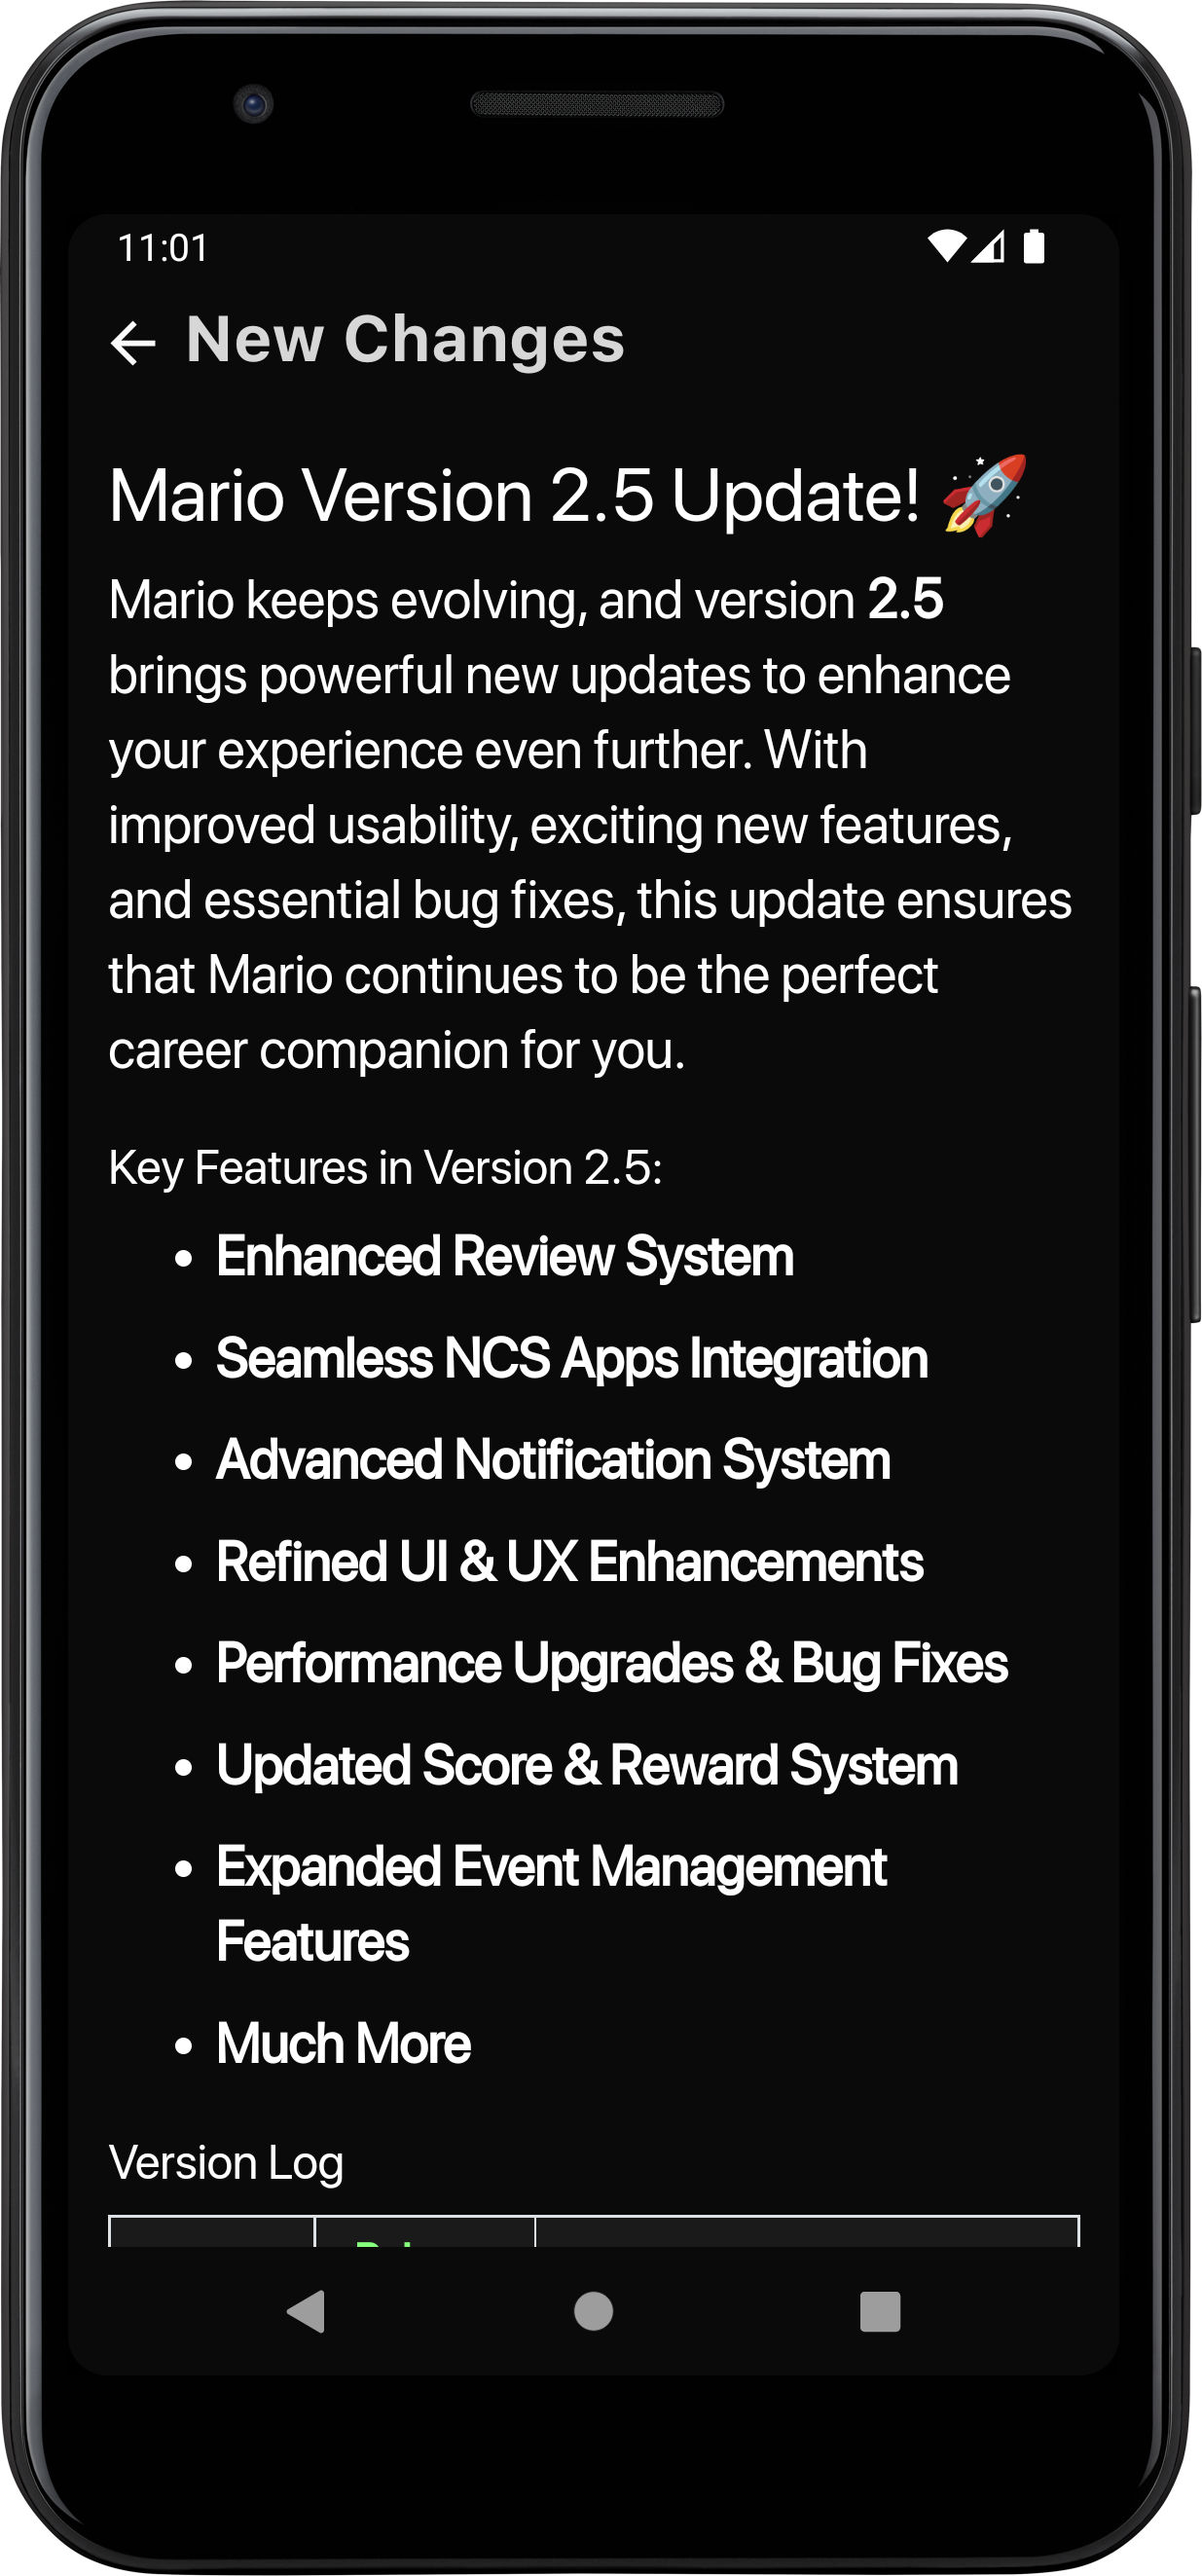 11:01
New Changes
Mario Version 2.5 Update! 🚀
Mario keeps evolving, and version 2.5
brings powerful new updates to enhance
your experience even further. With
improved usability, exciting new features,
and essential bug fixes, this update ensures
that Mario continues to be the perfect
career companion for you.
Key Features in Version 2.5:
• Enhanced Review System
• Seamless NCS Apps Integration
• Advanced Notification System
• Refined UI & UX Enhancements
• Performance Upgrades & Bug Fixes
• Updated Score & Reward System
• Expanded Event Management
Features
• Much More
Version Log